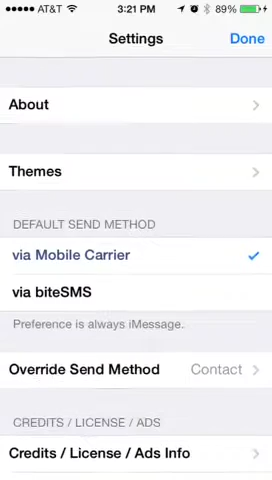 AT&T 3:21 PM 89%
Settings Done
About
Themes
DEFAULT SEND METHOD
via Mobile Carrier
via biteSMS
Preference is always iMessage.
Override Send Method Contact
CREDITS / LICENSE / ADS
Credits / License / Ads Info